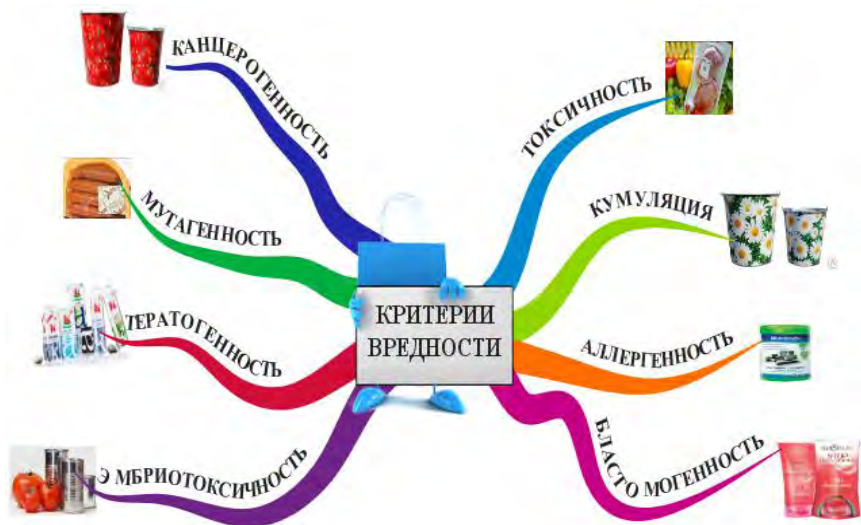 КАНЦЕРОГЕННОСТЬ
МУТАГЕННОСТЬ
ТЕРАТОГЕННОСТЬ
Э МБРИОТОКСИЧНОСТЬ
КРИТЕРИИ
ВРЕДНОСТИ
ТОКСИЧНОСТЬ
КУМУЛЯЦИЯ
АЛЛЕРГЕННОСТЬ
БЛАСТО МОГЕННОСТЬ